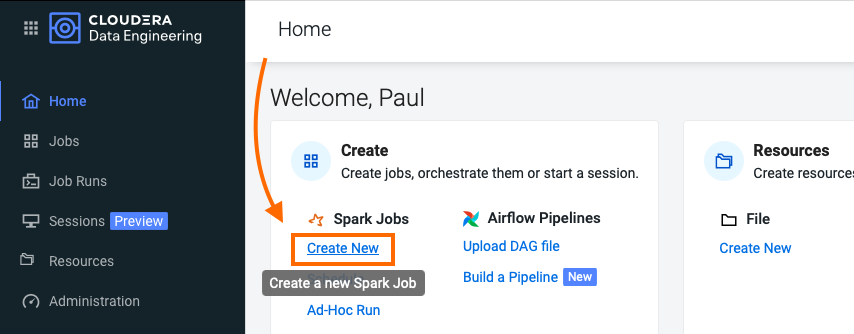 CLOUDERA
Data Engineering
Home
Jobs
Job Runs
Sessions Preview
Resources
Administration
Home
Welcome, Paul
Create
Create jobs, orchestrate them or start a session.
Spark Jobs
Create New
Create a new Spark Job
Ad-Hoc Run
Airflow Pipelines
Upload DAG file
Build a Pipeline New
Resources
Create resources
File
Create New